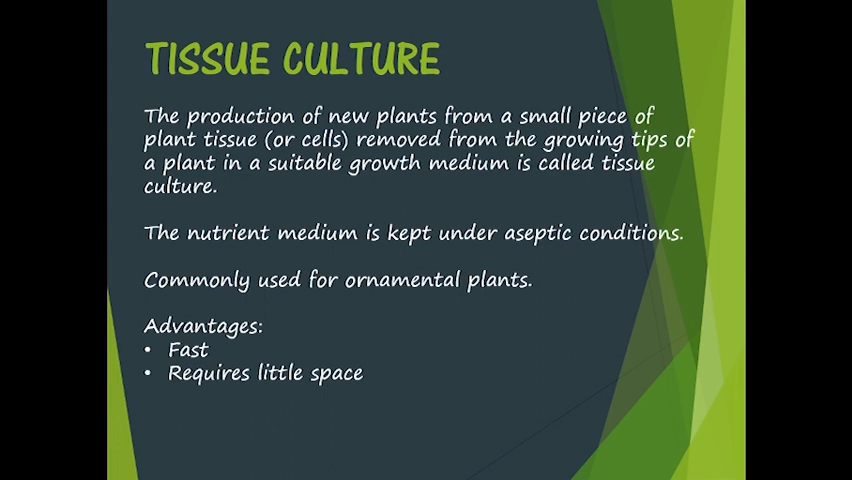 TISSUE CULTURE
The production of new plants from a small piece of
plant tissue (or cells) removed from the growing tips of
a plant in a suitable growth medium is called tissue
culture.
The nutrient medium is kept under aseptic conditions.
Commonly used for ornamental plants.
Advantages:
• Fast
• Requires little space